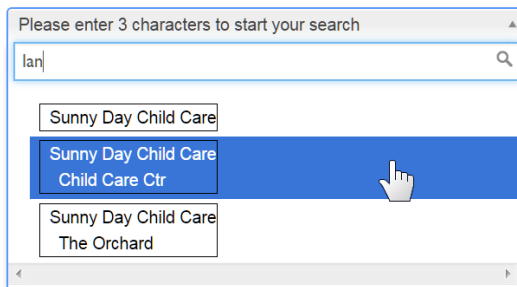 Please enter 3 characters to start your search
lan
Sunny Day Child Care
Sunny Day Child Care
Child Care Ctr
Sunny Day Child Care
The Orchard